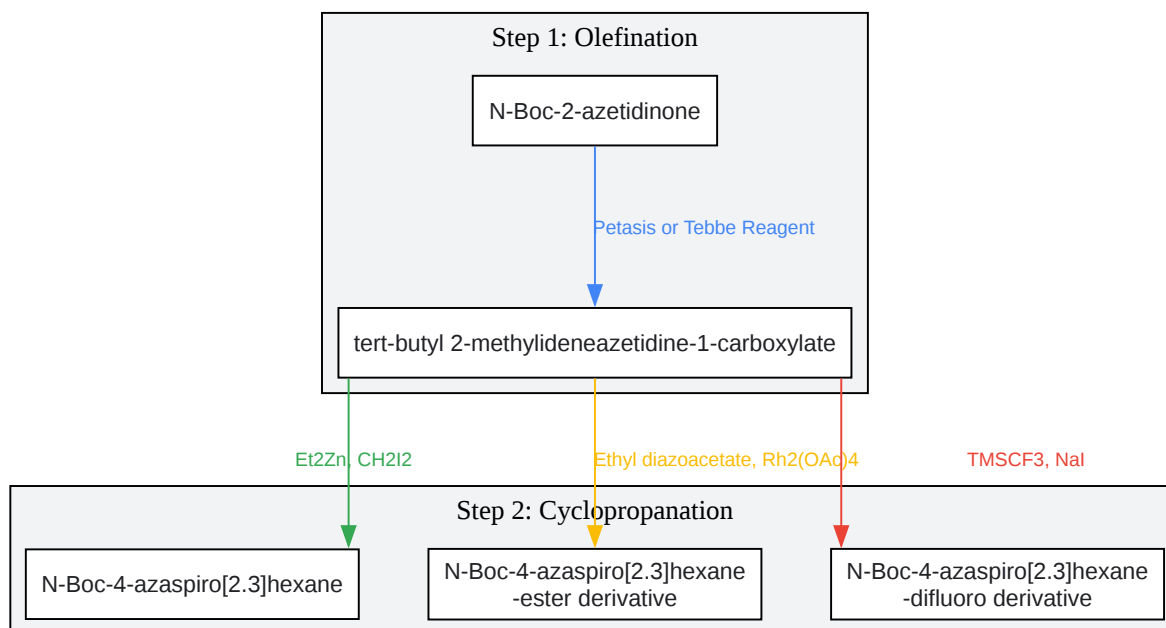 Step 1: Olefination
N-Boc-2-azetidinone
Petasis or Tebbe Reagent
tert-butyl 2-methylideneazetidine-1-carboxylate
Et2Zn, CH2I2
Ethyl diazoacetate, Rh2(OAc)4
TMSCF3, NaI
Step 2: Cyclopropanation
N-Boc-4-azaspiro[2.3]hexane
N-Boc-4-azaspiro[2.3]hexane
-ester derivative
N-Boc-4-azaspiro[2.3]hexane
-difluoro derivative